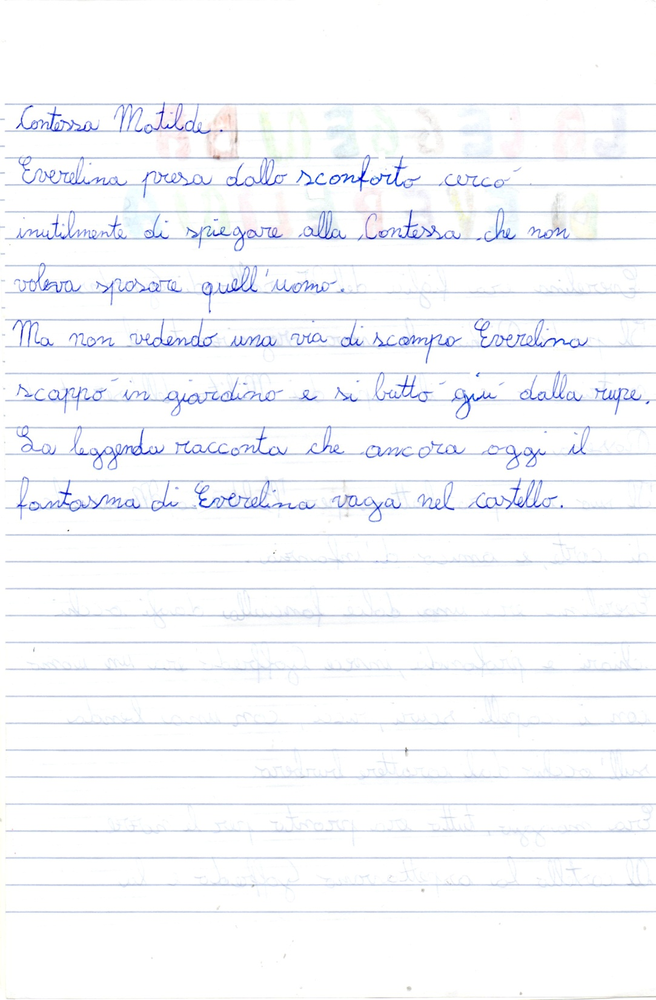 Contessa Matilde.
Everelina presa dallo sconforto cercó
inutilmente di spiegare alla Contessa che non
voleva sposare quell'uomo.
Ma non vedendo una via di scampo Everelina
scappó in giardino e si buttó giú dalla rupe.
La leggenda racconta che ancora oggi il
fantasma di Everelina vaga nel castello.